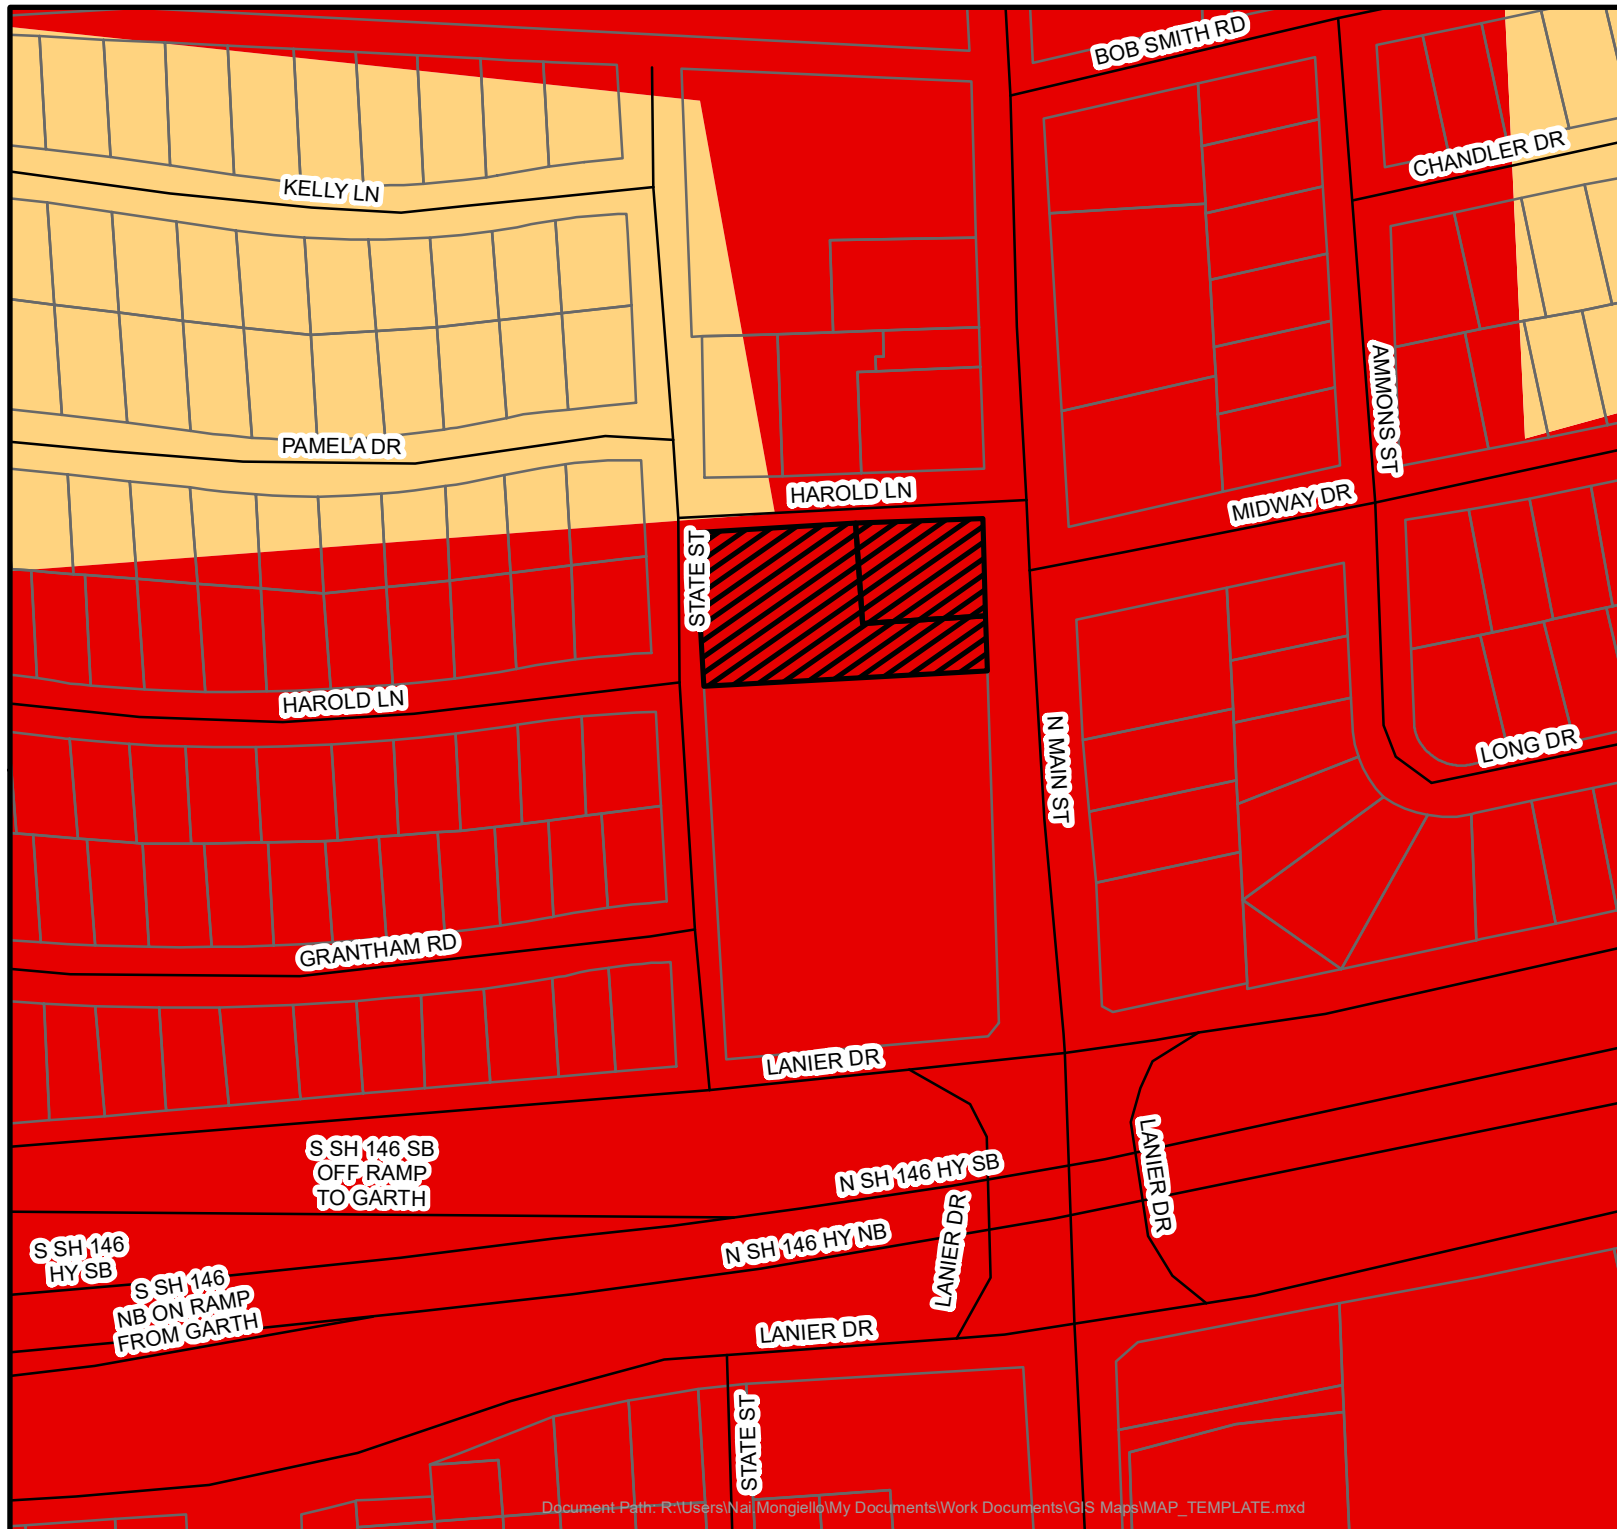 BOB SMITH RD
CHANDLER DR
KELLY LN
AMMONS ST
PAMELA DR
HAROLD LN
MIDWAY DR
STATE ST
HAROLD LN
N MAIN ST
LONG DR
GRANTHAM RD
LANIER DR
S SH 146 SB
OFF RAMP
TO GARTH
N SH 146 HY SB
LANIER DR
LANIER DR
N SH 146 HY NB
S SH 146
HY SB
S SH 146
NB ON RAMP
FROM GARTH
LANIER DR
STATE ST
Document Path: R:\Users\Nai.Mongiello\My Documents\Work Documents\GIS Maps\MAP_TEMPLATE.mxd